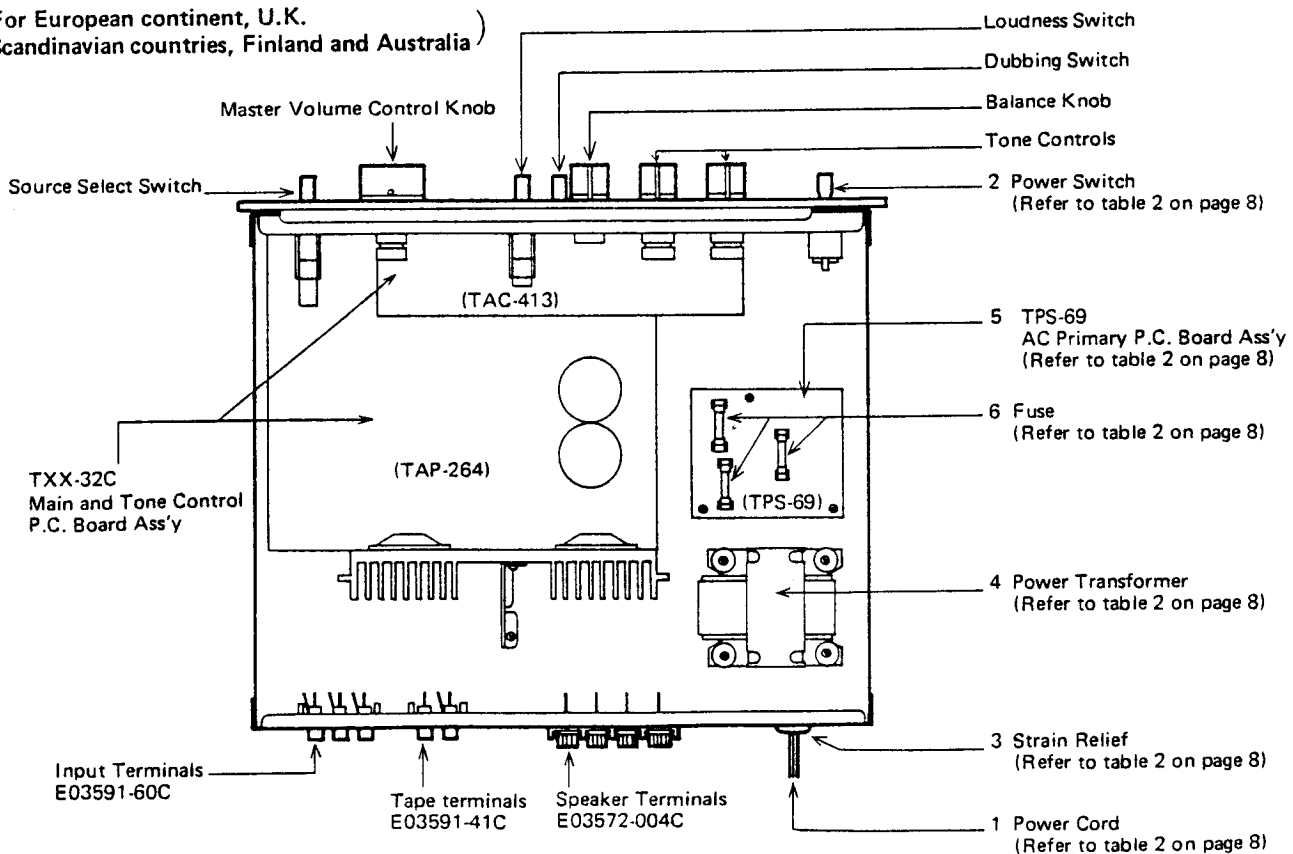 For European continent, U.K.
Scandinavian countries, Finland and Australia )
Loudness Switch
Dubbing Switch
Balance Knob
Tone Controls
Master Volume Control Knob
Source Select Switch
2 Power Switch
(Refer to table 2 on page 8)
(TAC-413)
5 TPS-69
AC Primary P.C. Board Ass'y
(Refer to table 2 on page 8)
6 Fuse
(Refer to table 2 on page 8)
(TAP-264)
(TPS-69)
TXX-32C
Main and Tone Control
P.C. Board Ass'y
4 Power Transformer
(Refer to table 2 on page 8)
3 Strain Relief
(Refer to table 2 on page 8)
Input Terminals
E03591-60C
Tape terminals
E03591-41C
Speaker Terminals
E03572-004C
1 Power Cord
(Refer to table 2 on page 8)